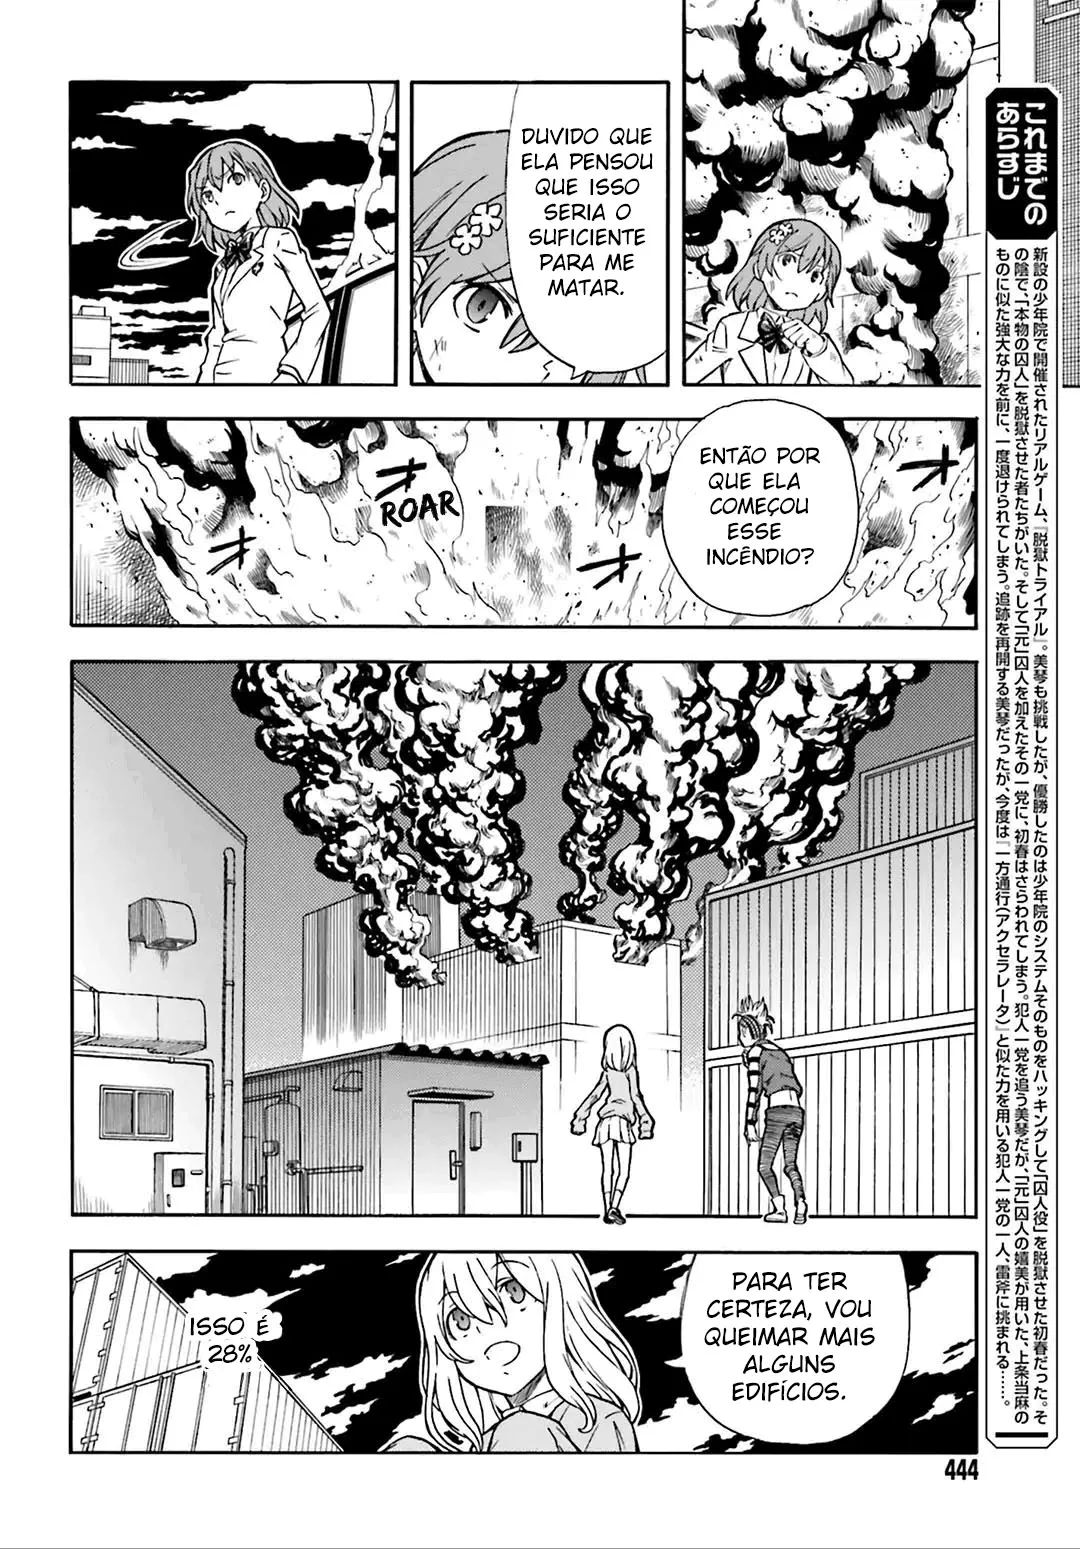 これまでの
あらすじ
新設の少年院で開催されたリアルゲーム、『脱獄トライアル』。美琴も挑戦したが、優勝したのは少年院のシステムそのものをハッキングして「囚人役」を脱獄させた初春だった。そ
の陰で、「本物の囚人」を脱獄させた者たちがいた。そして「元」囚人を加えたその一党に、初春はさらわれてしまう。犯人一党を追う美琴だが、「元」囚人の嬉美が用いた、上条当麻の
ものに似た強大な力を前に、一度退けられてしまう。追跡を再開する美琴だったが、今度は『一方通行〈アクセラレータ〉』と似た力を用いる犯人一党の一人、雷斧に挑まれる……。
DUVIDO QUE
ELA PENSOU
QUE ISSO
SERIA O
SUFICIENTE
PARA ME
MATAR.
ENTÃO POR
QUE ELA
COMEÇOU
ESSE
INCÊNDIO?
ROAR
PARA TER
CERTEZA, VOU
QUEIMAR MAIS
ALGUNS
EDIFÍCIOS.
ISSO É
28%
444